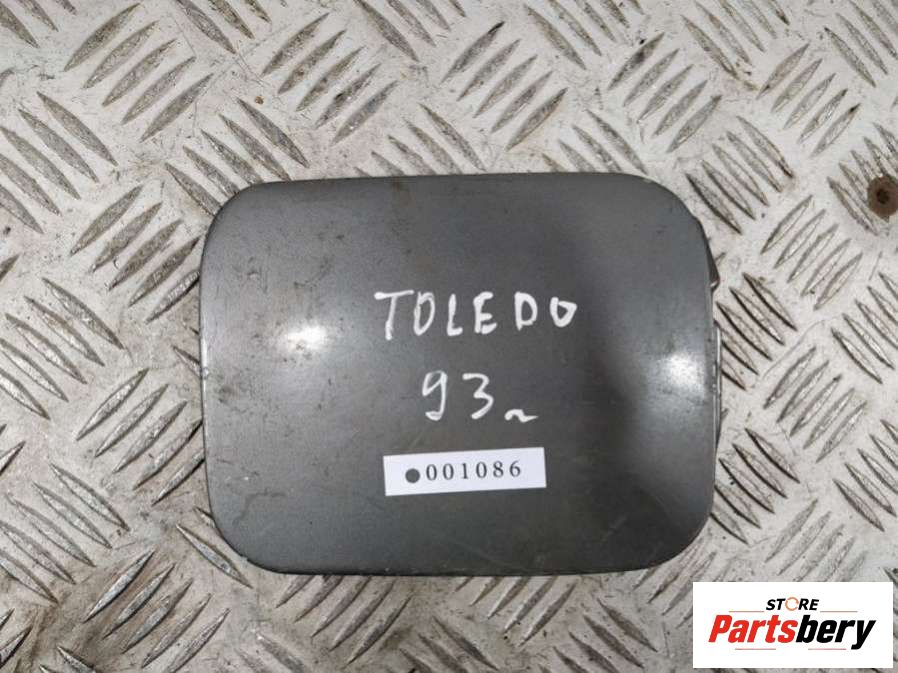 TOLEDO
93~
●001086
STORE
Partsbery